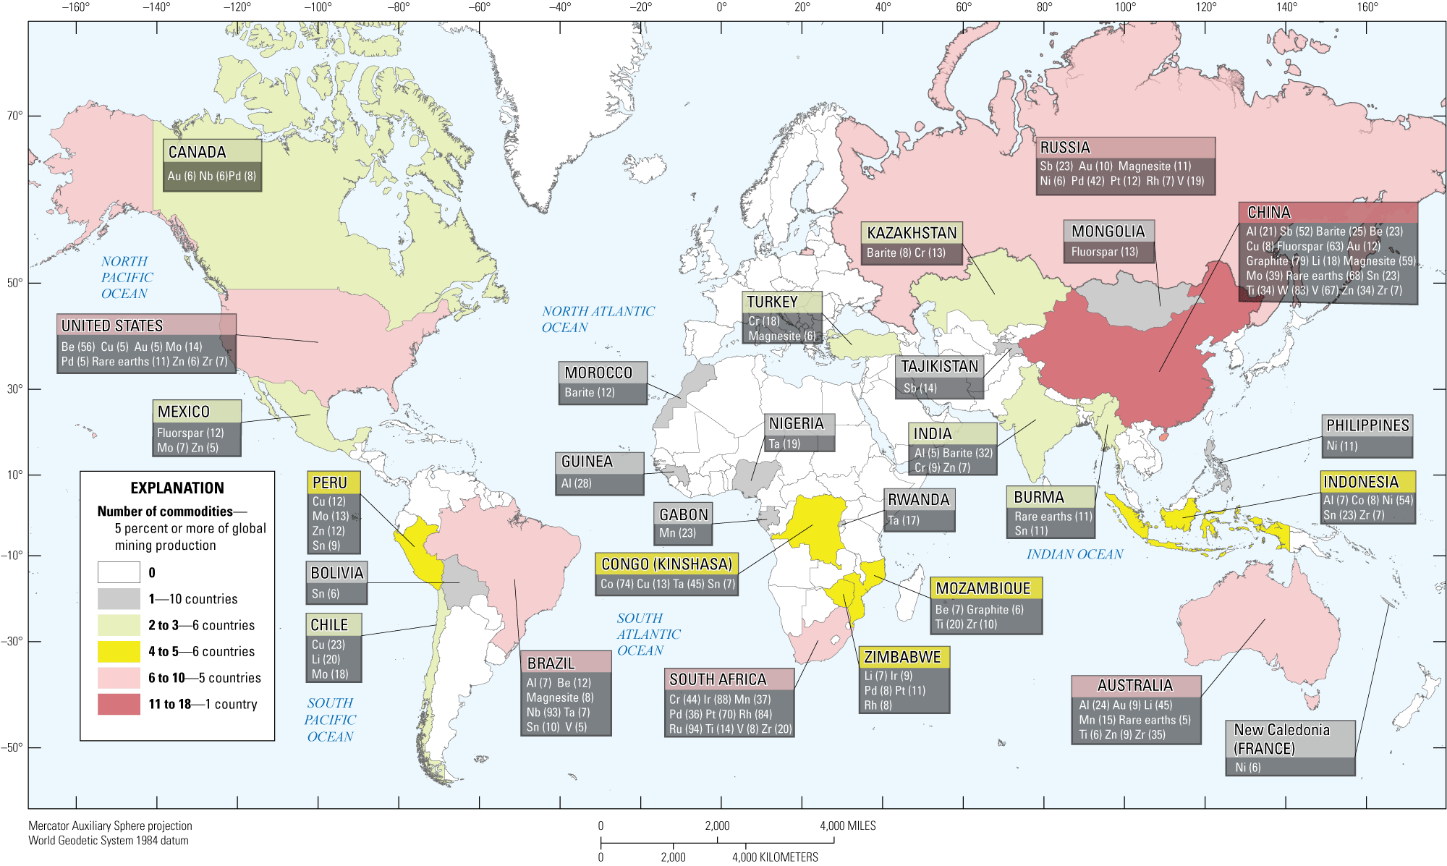 −160° −140° −120° −100° −80° −60° −40° −20° 0° 20° 40° 60° 80° 100° 120° 140° 160°
70°
50°
30°
10°
−10°
−30°
−50°
CANADA
Au (6) Nb (6)Pd (8)
RUSSIA
Sb (23) Au (10) Magnesite (11)
Ni (6) Pd (42) Pt (12) Rh (7) V (19)
CHINA
Al (21) Sb (52) Barite (25) Be (23)
Cu (8) Fluorspar (63) Au (12)
Graphite (79) Li (18) Magnesite (59)
Mo (39) Rare earths (68) Sn (23)
Ti (34) W (83) V (67) Zn (34) Zr (7)
KAZAKHSTAN
Barite (8) Cr (13)
MONGOLIA
Fluorspar (13)
NORTH
PACIFIC
OCEAN
UNITED STATES
Be (56) Cu (5) Au (5) Mo (14)
Pd (5) Rare earths (11) Zn (6) Zr (7)
NORTH ATLANTIC
OCEAN
TURKEY
Cr (18)
Magnesite (6)
TAJIKISTAN
Sb (14)
MOROCCO
Barite (12)
MEXICO
Fluorspar (12)
Mo (7) Zn (5)
NIGERIA
Ta (19)
INDIA
Al (5) Barite (32)
Cr (9) Zn (7)
PHILIPPINES
Ni (11)
GUINEA
Al (28)
INDONESIA
Al (7) Co (8) Ni (54)
Sn (23) Zr (7)
PERU
Cu (12)
Mo (13)
Zn (12)
Sn (9)
GABON
Mn (23)
RWANDA
Ta (17)
BURMA
Rare earths (11)
Sn (11)
INDIAN OCEAN
EXPLANATION
Number of commodities—
5 percent or more of global
mining production
0
1—10 countries
2 to 3—6 countries
4 to 5—6 countries
6 to 10—5 countries
11 to 18—1 country
BOLIVIA
Sn (6)
CONGO (KINSHASA)
Co (74) Cu (13) Ta (45) Sn (7)
MOZAMBIQUE
Be (7) Graphite (6)
Ti (20) Zr (10)
CHILE
Cu (23)
Li (20)
Mo (18)
SOUTH
ATLANTIC
OCEAN
BRAZIL
Al (7) Be (12)
Magnesite (8)
Nb (93) Ta (7)
Sn (10) V (5)
SOUTH AFRICA
Cr (44) Ir (88) Mn (37)
Pd (36) Pt (70) Rh (84)
Ru (94) Ti (14) V (8) Zr (20)
ZIMBABWE
Li (7) Ir (9)
Pd (8) Pt (11)
Rh (8)
AUSTRALIA
Al (24) Au (9) Li (45)
Mn (15) Rare earths (5)
Ti (6) Zn (9) Zr (35)
SOUTH
PACIFIC
OCEAN
New Caledonia
(FRANCE)
Ni (6)
Mercator Auxiliary Sphere projection
World Geodetic System 1984 datum
0 2,000 4,000 MILES
0 2,000 4,000 KILOMETERS